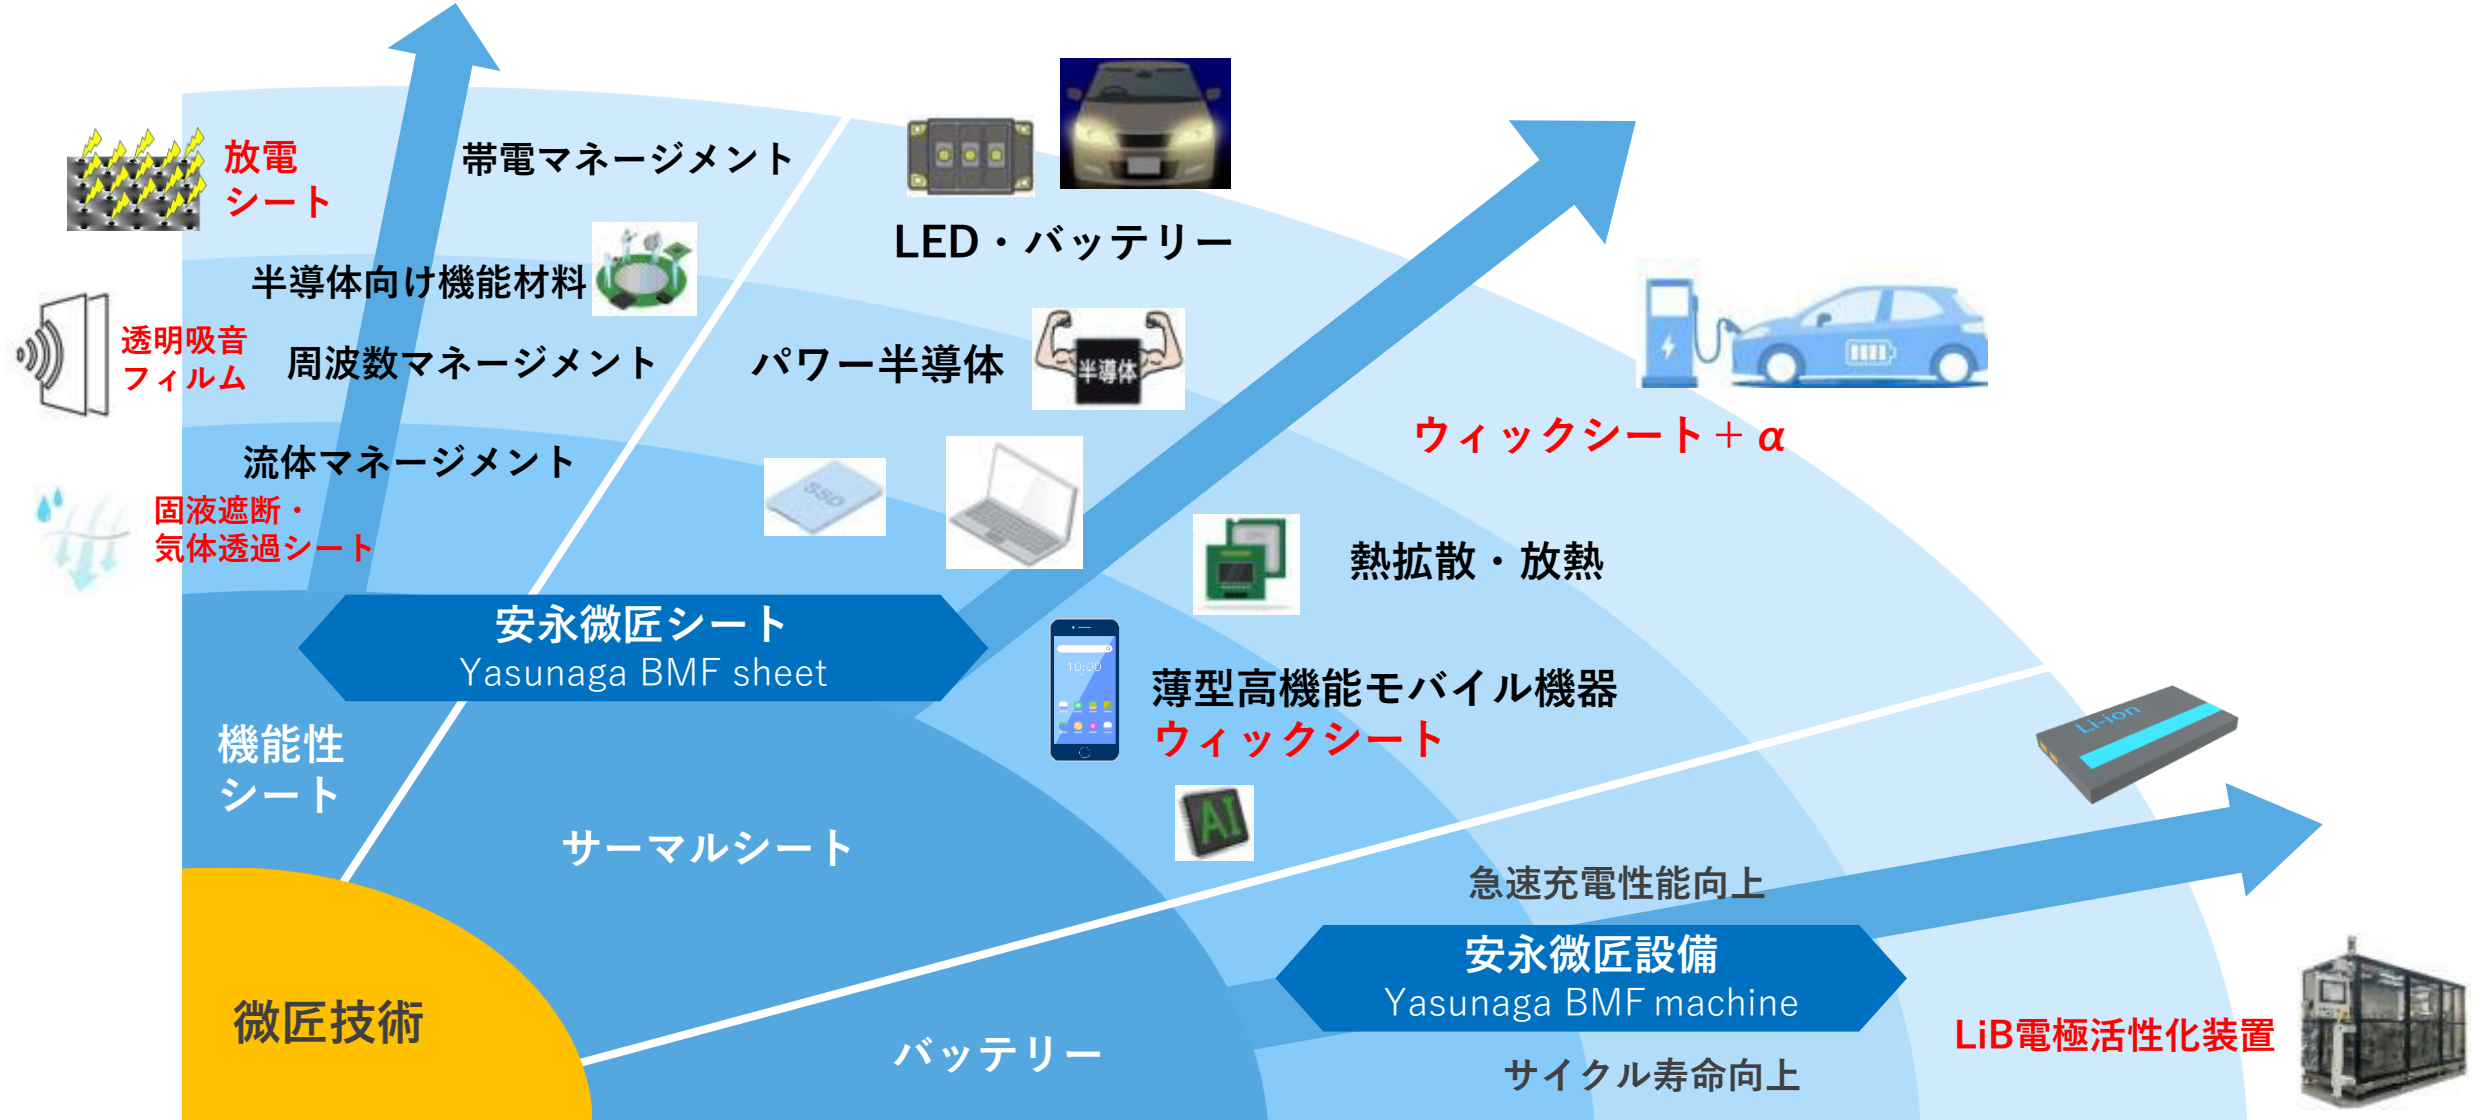 放電
シート
帯電マネージメント
LED・バッテリー
半導体向け機能材料
透明吸音
フィルム
周波数マネージメント
パワー半導体
半導体
ウィックシート＋α
流体マネージメント
SSD
固液遮断・
気体透過シート
熱拡散・放熱
安永微匠シート
Yasunaga BMF sheet
10:00
薄型高機能モバイル機器
ウィックシート
Li-ion
機能性
シート
AI
サーマルシート
急速充電性能向上
安永微匠設備
Yasunaga BMF machine
微匠技術
バッテリー
LiB電極活性化装置
サイクル寿命向上